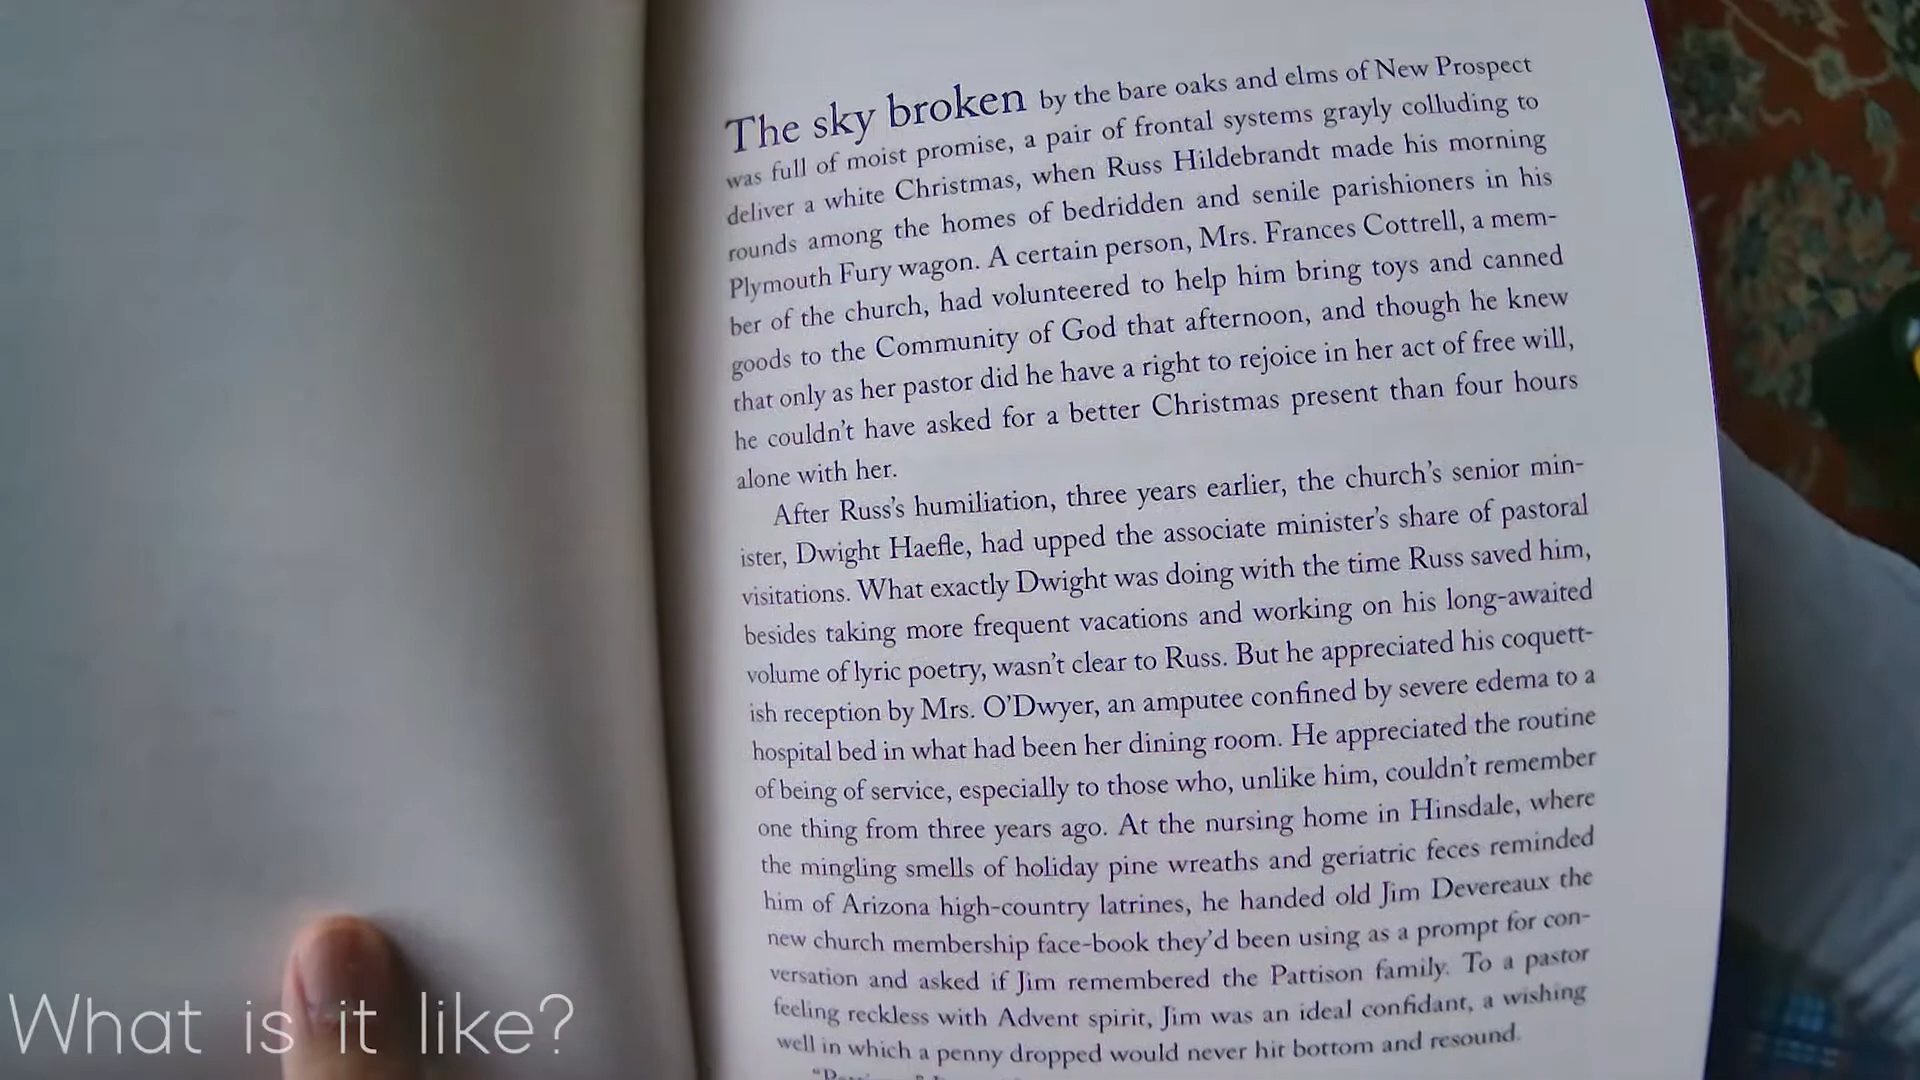 The sky broken by the bare oaks and elms of New Prospect
was full of moist promise, a pair of frontal systems grayly colluding to
deliver a white Christmas, when Russ Hildebrandt made his morning
rounds among the homes of bedridden and senile parishioners in his
Plymouth Fury wagon. A certain person, Mrs. Frances Cottrell, a mem-
ber of the church, had volunteered to help him bring toys and canned
goods to the Community of God that afternoon, and though he knew
that only as her pastor did he have a right to rejoice in her act of free will,
he couldn't have asked for a better Christmas present than four hours
alone with her.
After Russ's humiliation, three years earlier, the church's senior min-
ister, Dwight Haefle, had upped the associate minister's share of pastoral
visitations. What exactly Dwight was doing with the time Russ saved him,
besides taking more frequent vacations and working on his long-awaited
volume of lyric poetry, wasn't clear to Russ. But he appreciated his coquett-
ish reception by Mrs. O'Dwyer, an amputee confined by severe edema to a
hospital bed in what had been her dining room. He appreciated the routine
of being of service, especially to those who, unlike him, couldn't remember
one thing from three years ago. At the nursing home in Hinsdale, where
the mingling smells of holiday pine wreaths and geriatric feces reminded
him of Arizona high-country latrines, he handed old Jim Devereaux the
new church membership face-book they'd been using as a prompt for con-
versation and asked if Jim remembered the Pattison family. To a pastor
feeling reckless with Advent spirit, Jim was an ideal confidant, a wishing
well in which a penny dropped would never hit bottom and resound.
What is it like?